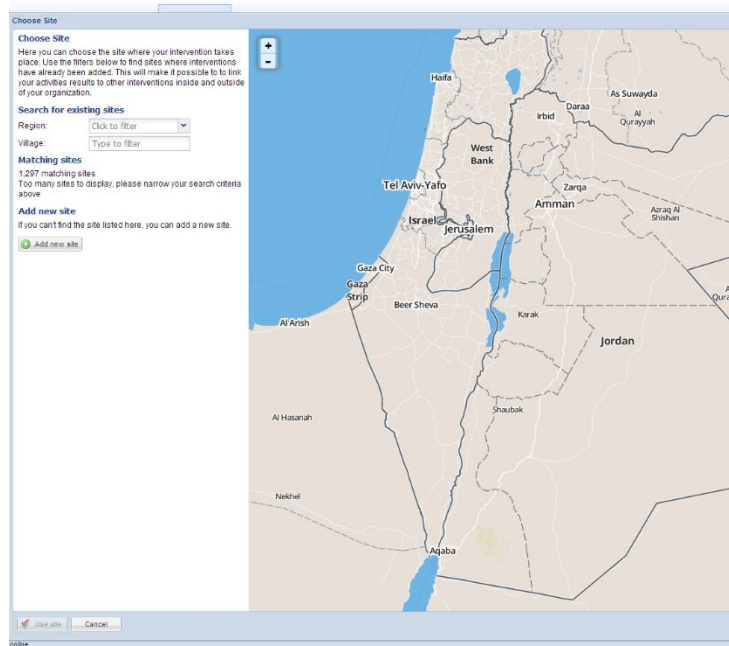 Choose Site
Choose Site
Here you can choose the site where your intervention takes
place. Use the filters below to find sites where interventions
have already been added. This will make it possible to to link
your activities results to other interventions inside and outside
of your organization.
Search for existing sites
Region:
Click to filter
Village:
Type to filter
Matching sites
1,297 matching sites
Too many sites to display, please narrow your search criteria
above
Add new site
If you can't find the site listed here, you can add a new site.
Add new site
+
-
Haifa
As Suwayda
Daraa
Irbid
Al
Qurayyah
West
Bank
Tel Aviv-Yafo
Zarqa
Amman
Azraq Al
Shishan
Israel
Jerusalem
Gaza City
Gaza
Strip
Beer Sheva
Al Arish
Karak
Jordan
Shaubak
Al Hasanah
Nekhel
Aqaba
Use site
Cancel